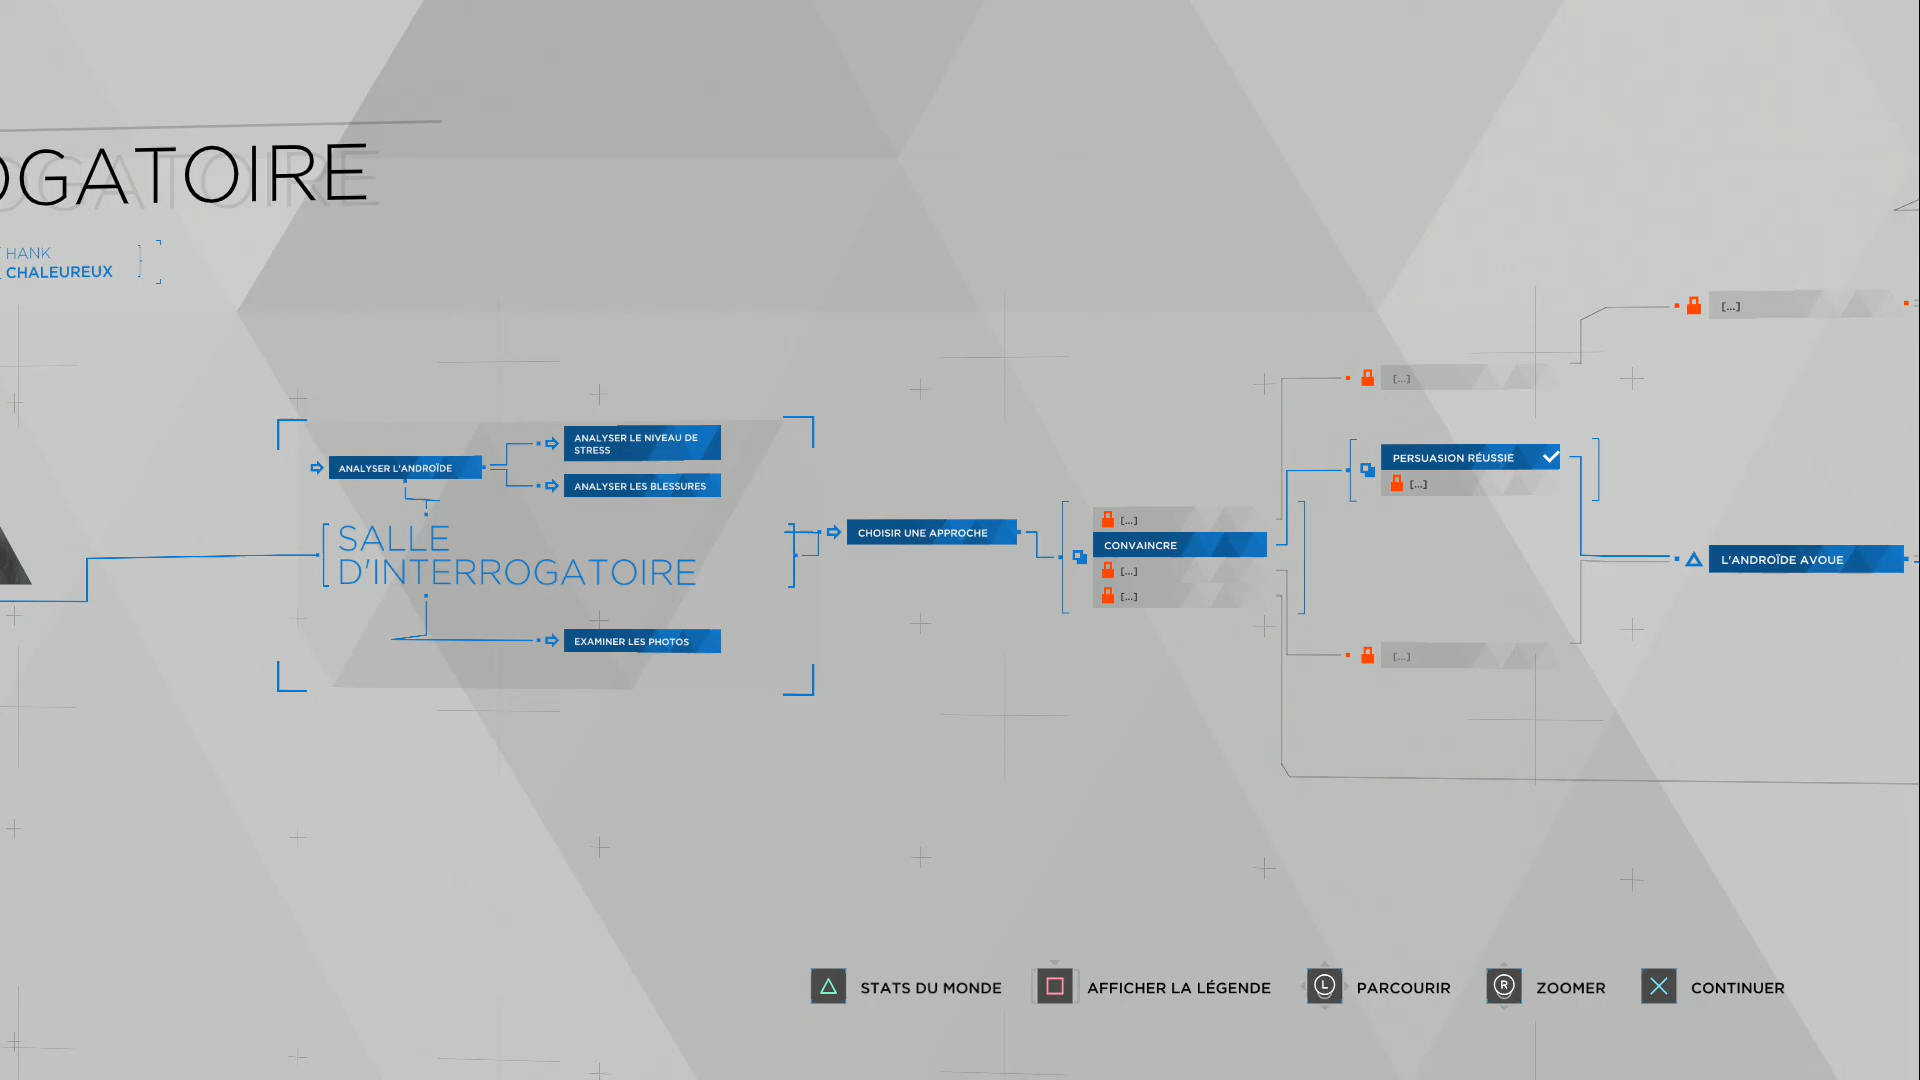 OGATOIRE
HANK
CHALEUREUX
ANALYSER L'ANDROÏDE
ANALYSER LE NIVEAU DE
STRESS
ANALYSER LES BLESSURES
SALLE
D'INTERROGATOIRE
EXAMINER LES PHOTOS
CHOISIR UNE APPROCHE
[...]
CONVAINCRE
[...]
[...]
[...]
PERSUASION RÉUSSIE
[...]
[...]
[...]
L'ANDROÏDE AVOUE
STATS DU MONDE
AFFICHER LA LÉGENDE
L
PARCOURIR
R
ZOOMER
CONTINUER